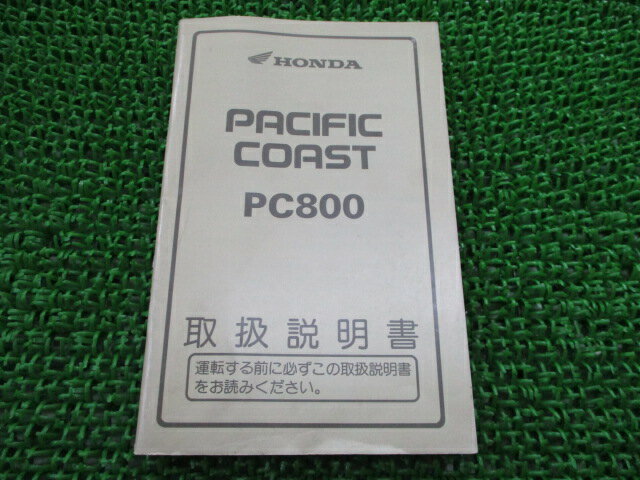 HONDA
PACIFIC
COAST
PC800
取扱説明書
運転する前に必ずこの取扱説明書
をお読みください。